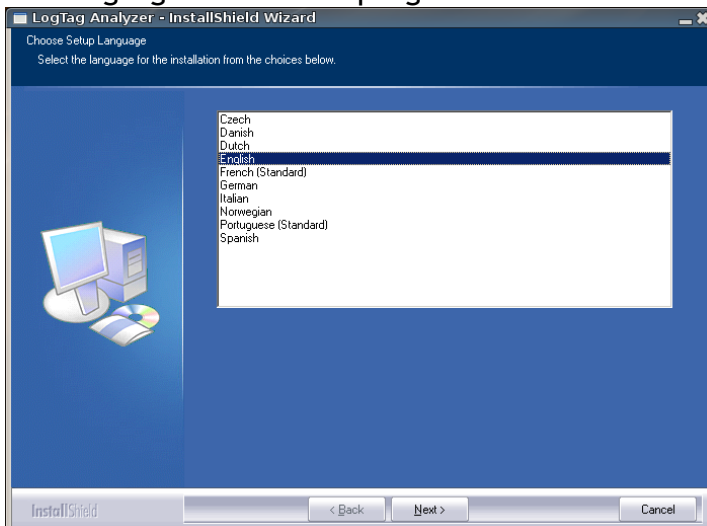 LogTag Analyzer - InstallShield Wizard
Choose Setup Language
Select the language for the installation from the choices below.
Czech
Danish
Dutch
English
French (Standard)
German
Italian
Norwegian
Portuguese (Standard)
Spanish
InstallShield
< Back
Next >
Cancel